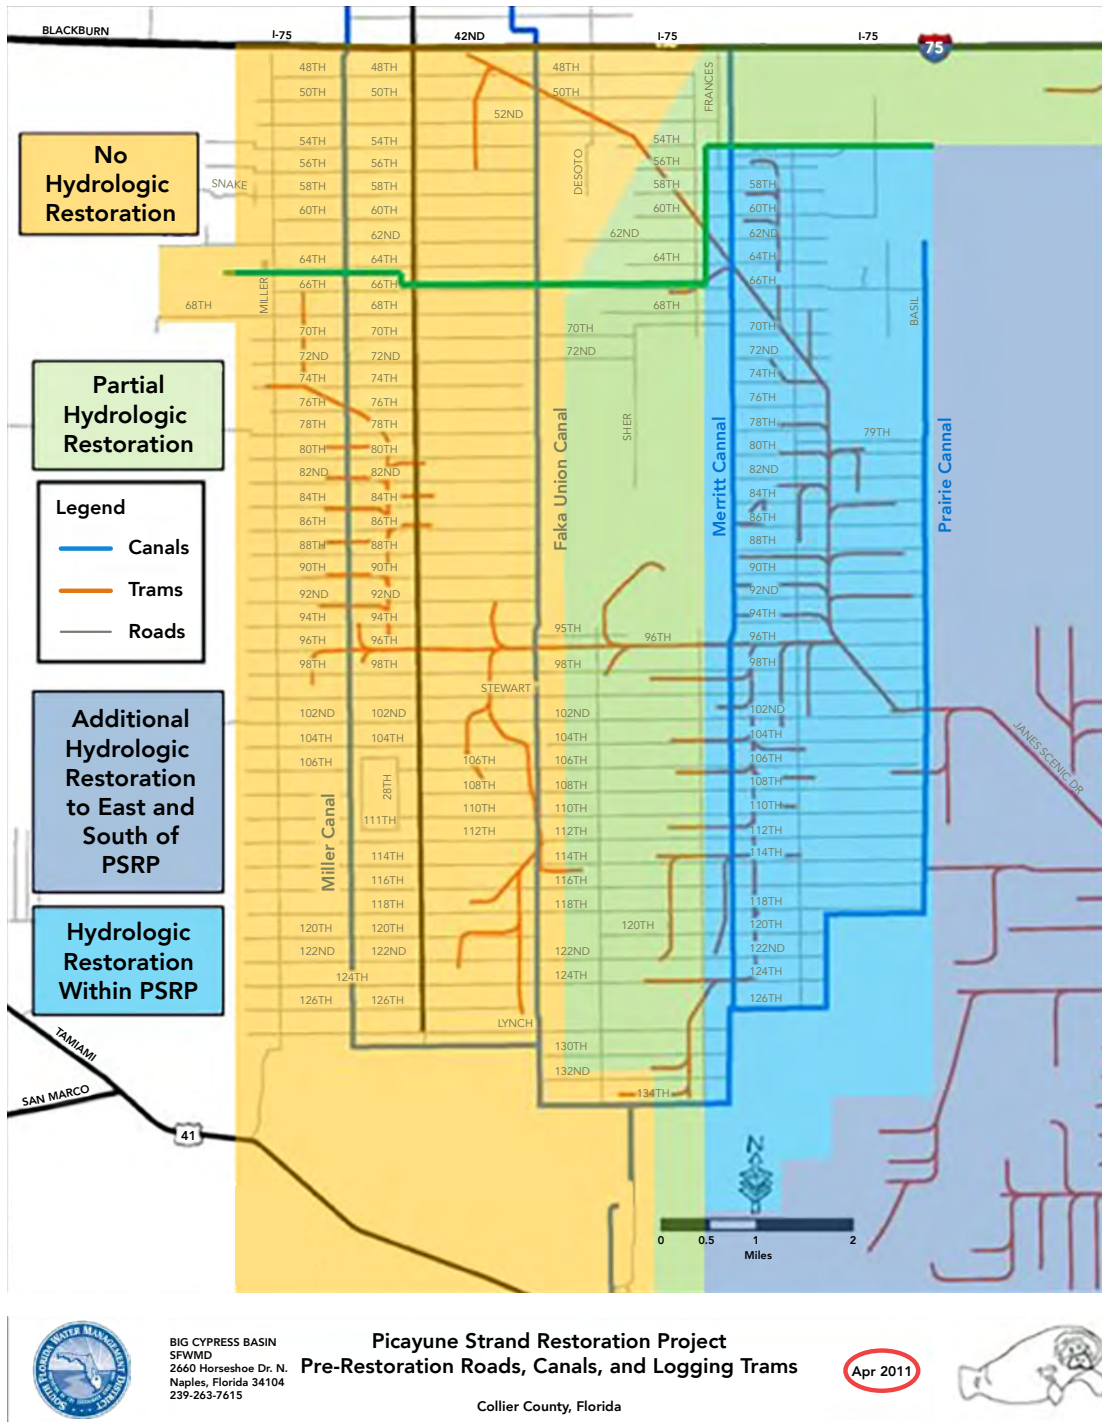 BLACKBURN
I-75
42ND
I-75
I-75
75
48TH
48TH
48TH
50TH
50TH
50TH
FRANCES
52ND
54TH
54TH
54TH
No
Hydrologic
Restoration
56TH
56TH
56TH
DESOTO
SNAKE
58TH
58TH
58TH
58TH
60TH
60TH
60TH
60TH
62ND
62ND
62ND
64TH
64TH
64TH
64TH
MILLER
66TH
66TH
66TH
68TH
68TH
68TH
BASIL
70TH
70TH
70TH
70TH
72ND
72ND
72ND
72ND
74TH
74TH
74TH
76TH
76TH
76TH
78TH
78TH
78TH
SHER
79TH
80TH
80TH
80TH
82ND
82ND
82ND
84TH
84TH
84TH
86TH
86TH
86TH
88TH
88TH
88TH
90TH
90TH
90TH
92ND
92ND
92ND
94TH
94TH
94TH
95TH
96TH
96TH
96TH
96TH
98TH
98TH
98TH
98TH
Partial
Hydrologic
Restoration
Legend
Canals
Trams
Roads
Faka Union Canal
Merritt Cannal
Prairie Cannal
STEWART
102ND
102ND
102ND
102ND
104TH
104TH
104TH
104TH
106TH
106TH
106TH
106TH
JANES SCENIC DR
28TH
108TH
108TH
108TH
110TH
110TH
110TH
111TH
112TH
112TH
112TH
Miller Canal
114TH
114TH
114TH
116TH
116TH
118TH
118TH
118TH
120TH
120TH
120TH
120TH
122ND
122ND
122ND
122ND
124TH
124TH
124TH
126TH
126TH
126TH
LYNCH
130TH
132ND
134TH
Additional
Hydrologic
Restoration
to East and
South of
PSRP
Hydrologic
Restoration
Within PSRP
TAMIAMI
SAN MARCO
41
N
0
0.5
1
2
Miles
SOUTH FLORIDA WATER MANAGEMENT DISTRICT
BIG CYPRESS BASIN
SFWMD
2660 Horseshoe Dr. N.
Naples, Florida 34104
239-263-7615
Picayune Strand Restoration Project
Pre-Restoration Roads, Canals, and Logging Trams
Collier County, Florida
Apr 2011